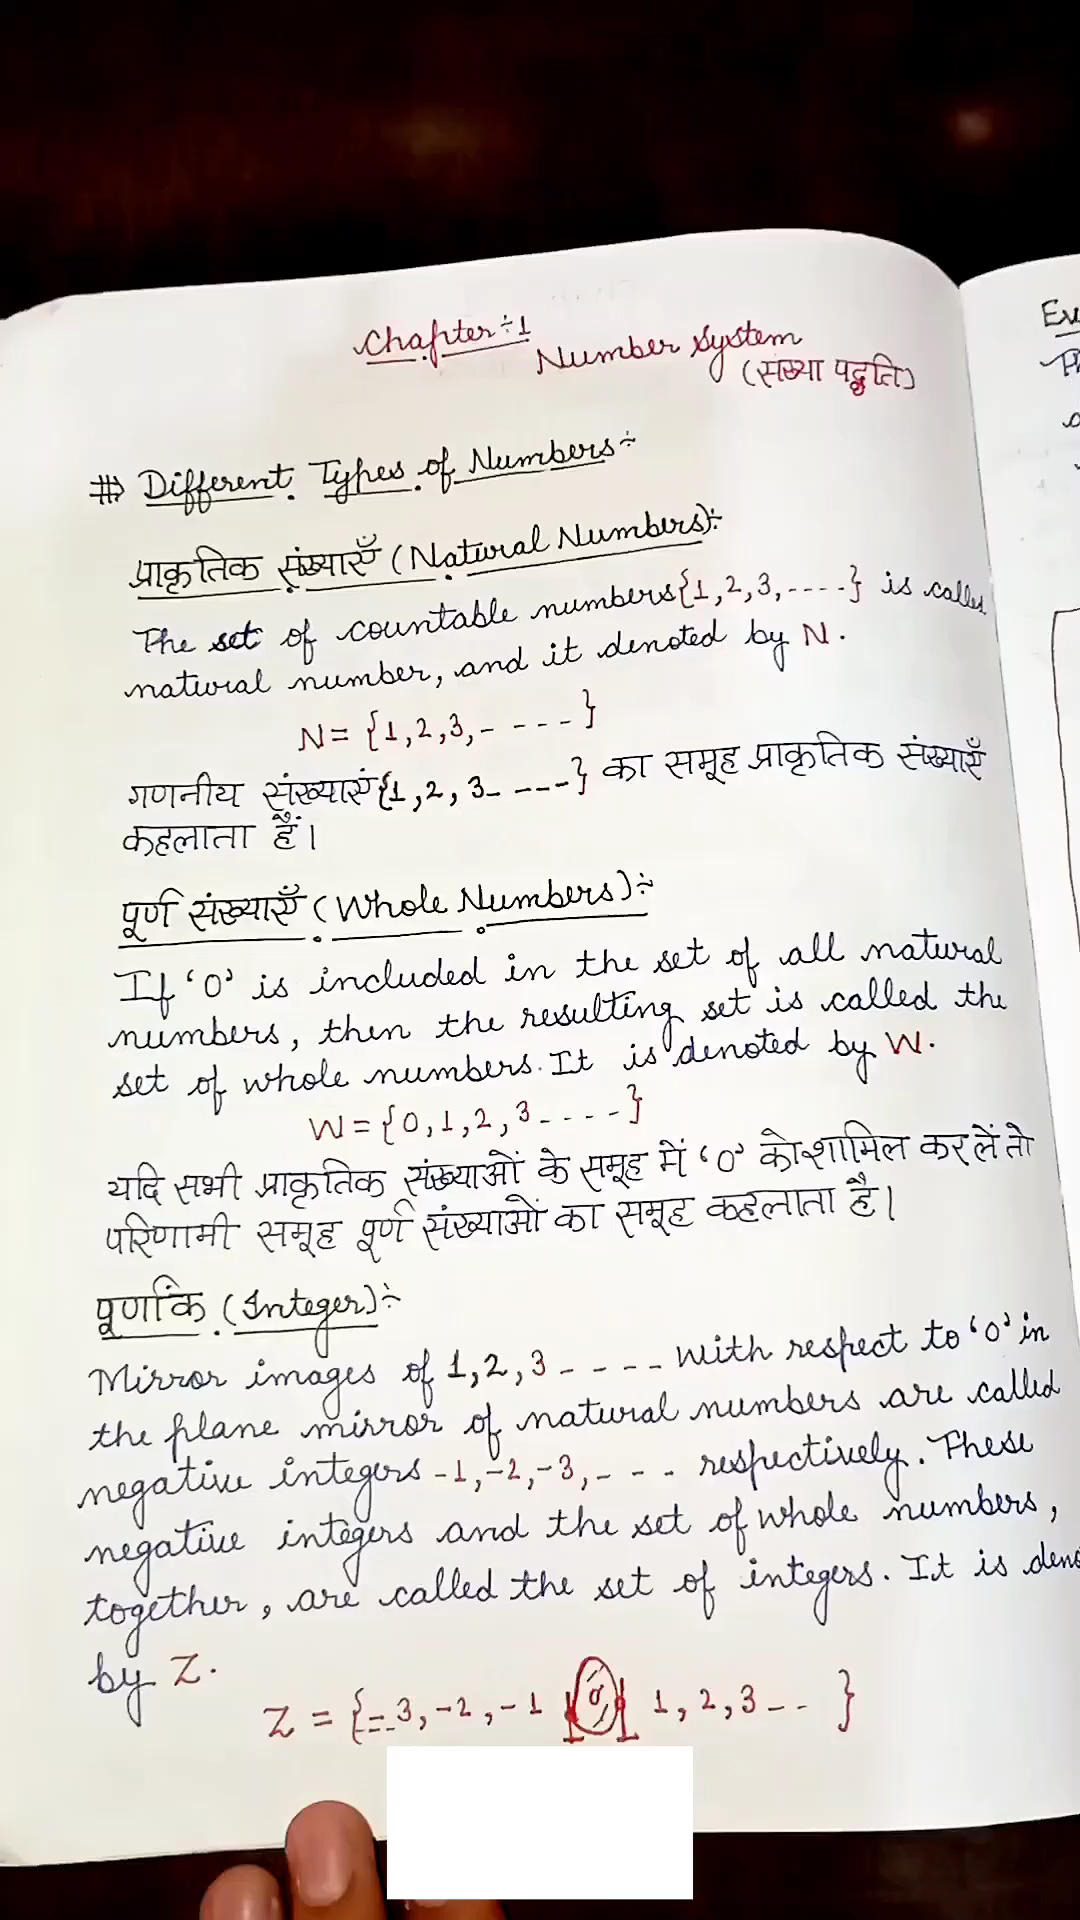 Chapter ÷ 1
Number System
(संख्या पद्धति)
Different Types of Numbers ÷
प्राकृतिक संख्याएँ (Natural Numbers) ÷
The set of countable numbers {1, 2, 3, ----} is called
natural number, and it denoted by N.
N = {1, 2, 3, - - - -}
गणनीय संख्याएं {1, 2, 3- ---} का समूह प्राकृतिक संख्याएँ
कहलाता हैं।
पूर्ण संख्याएँ (Whole Numbers) ÷
If '0' is included in the set of all natural
numbers, then the resulting set is called the
set of whole numbers. It is denoted by W.
W = {0, 1, 2, 3 - - - -}
यदि सभी प्राकृतिक संख्याओं के समूह में '0' को शामिल कर लें तो
परिणामी समूह पूर्ण संख्याओं का समूह कहलाता है।
पूर्णांक (Integer) ÷
Mirror images of 1, 2, 3 - - - - with respect to '0' in
the plane mirror of natural numbers are called
negative integers -1, -2, -3, - - - respectively. These
negative integers and the set of whole numbers,
together, are called the set of integers. It is deno
by Z.
Z = {---3, -2, -1 0 1, 2, 3 - - }
Ex